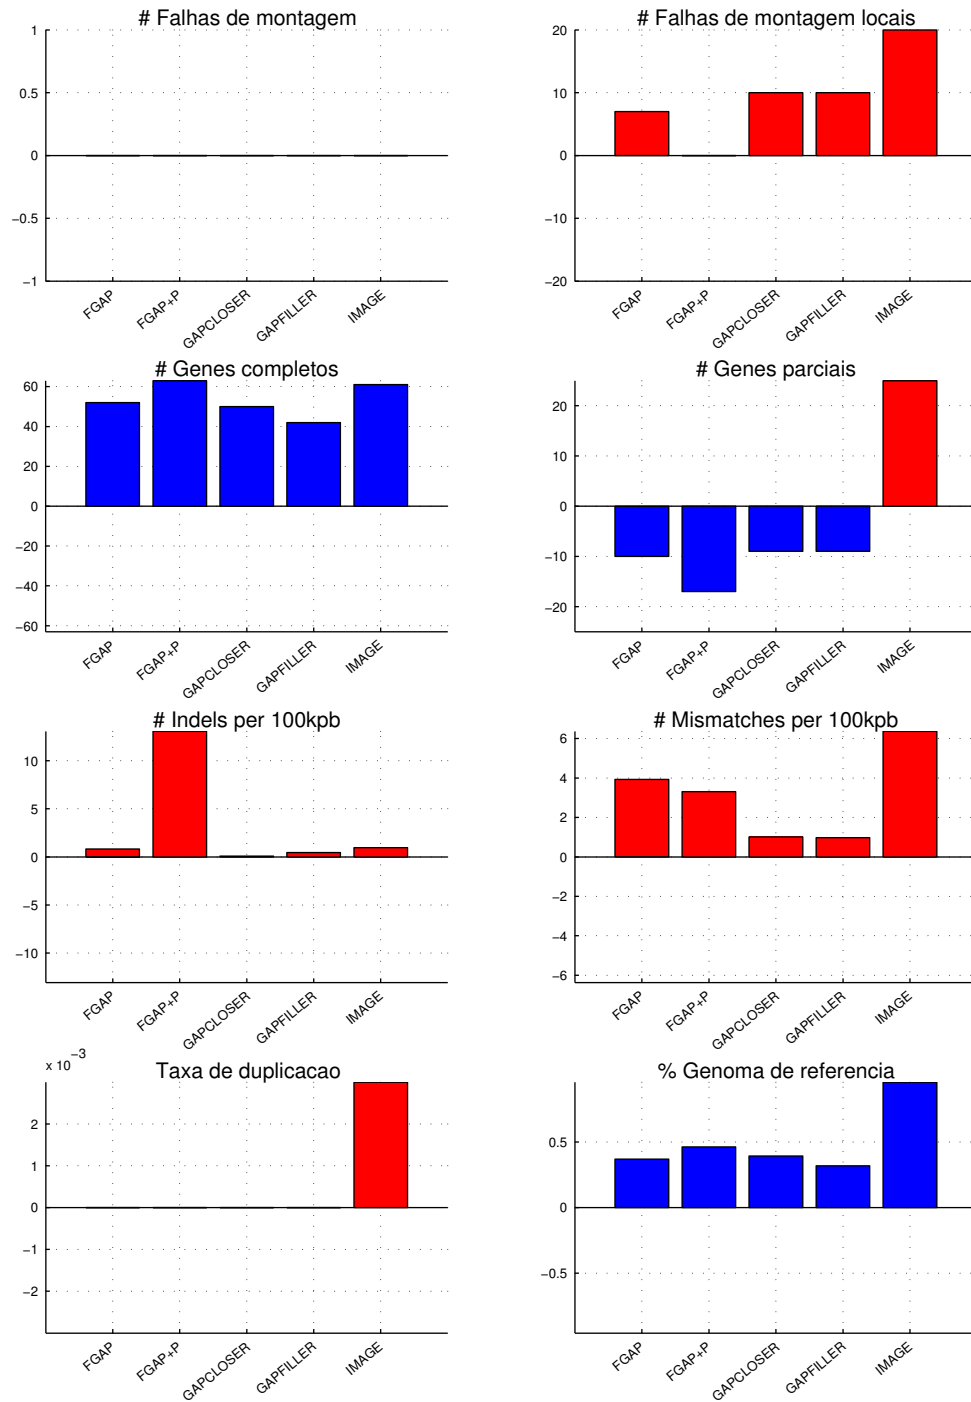 # Falhas de montagem
1
0.5
0
−0.5
−1
FGAP
FGAP+P
GAPCLOSER
GAPFILLER
IMAGE
# Falhas de montagem locais
20
10
0
−10
−20
FGAP
FGAP+P
GAPCLOSER
GAPFILLER
IMAGE
# Genes completos
60
40
20
0
−20
−40
−60
FGAP
FGAP+P
GAPCLOSER
GAPFILLER
IMAGE
# Genes parciais
20
10
0
−10
−20
FGAP
FGAP+P
GAPCLOSER
GAPFILLER
IMAGE
# Indels per 100kpb
10
5
0
−5
−10
FGAP
FGAP+P
GAPCLOSER
GAPFILLER
IMAGE
# Mismatches per 100kpb
6
4
2
0
−2
−4
−6
FGAP
FGAP+P
GAPCLOSER
GAPFILLER
IMAGE
x 10−3
Taxa de duplicacao
2
1
0
−1
−2
FGAP
FGAP+P
GAPCLOSER
GAPFILLER
IMAGE
% Genoma de referencia
0.5
0
−0.5
FGAP
FGAP+P
GAPCLOSER
GAPFILLER
IMAGE